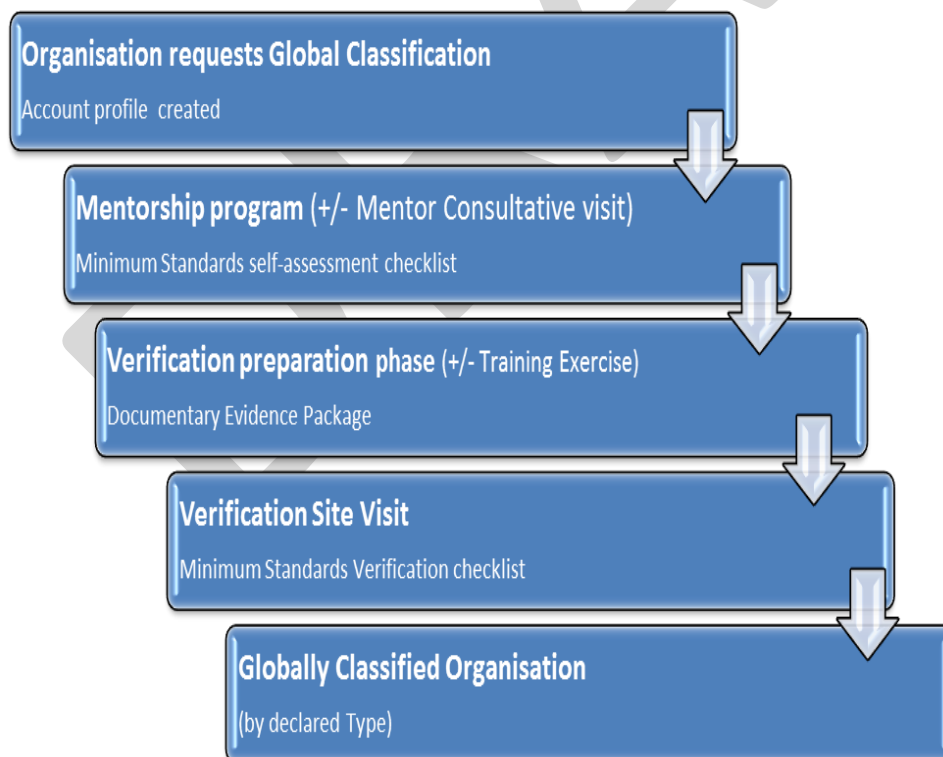 Organisation requests Global Classification
Account profile created
Mentorship program (+/- Mentor Consultative visit)
Minimum Standards self-assessment checklist
Verification preparation phase (+/- Training Exercise)
Documentary Evidence Package
Verification Site Visit
Minimum Standards Verification checklist
Globally Classified Organisation
(by declared Type)